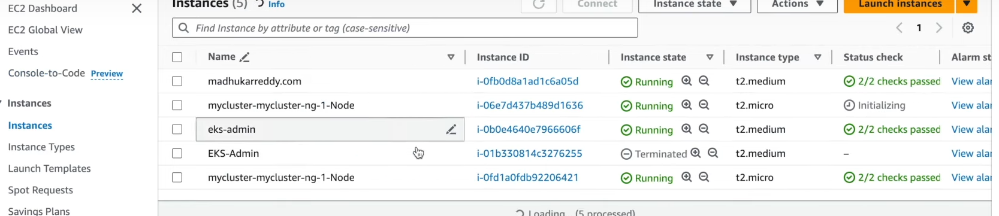 EC2 Dashboard
EC2 Global View
Events
Console-to-Code Preview
Instances
Instances
Instance Types
Launch Templates
Spot Requests
Savings Plans
Instances (5) Info
Connect
Instance state
Actions
Launch instances
Find Instance by attribute or tag (case-sensitive)
1
Name Instance ID Instance state Instance type Status check Alarm st
madhukarreddy.com i-0fb0d8a1ad1c6a05d Running t2.medium 2/2 checks passed View alar
mycluster-mycluster-ng-1-Node i-06e7d437b489d1636 Running t2.micro Initializing View alar
eks-admin i-0b0e4640e7966606f Running t2.medium 2/2 checks passed View alar
EKS-Admin i-01b330814c3276255 Terminated t2.medium – View alar
mycluster-mycluster-ng-1-Node i-0fd1a0fdb92206421 Running t2.micro 2/2 checks passed View alar
Loading (5 processed)